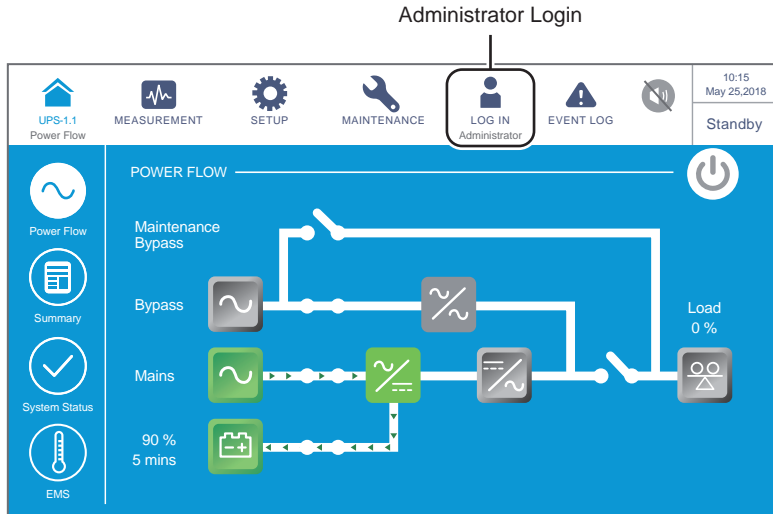 Administrator Login
UPS-1.1
Power Flow
MEASUREMENT
SETUP
MAINTENANCE
LOG IN
Administrator
EVENT LOG
10:15
May 25,2018
Standby
Power Flow
Summary
System Status
EMS
POWER FLOW
Maintenance
Bypass
Bypass
Load
0 %
Mains
90 %
5 mins